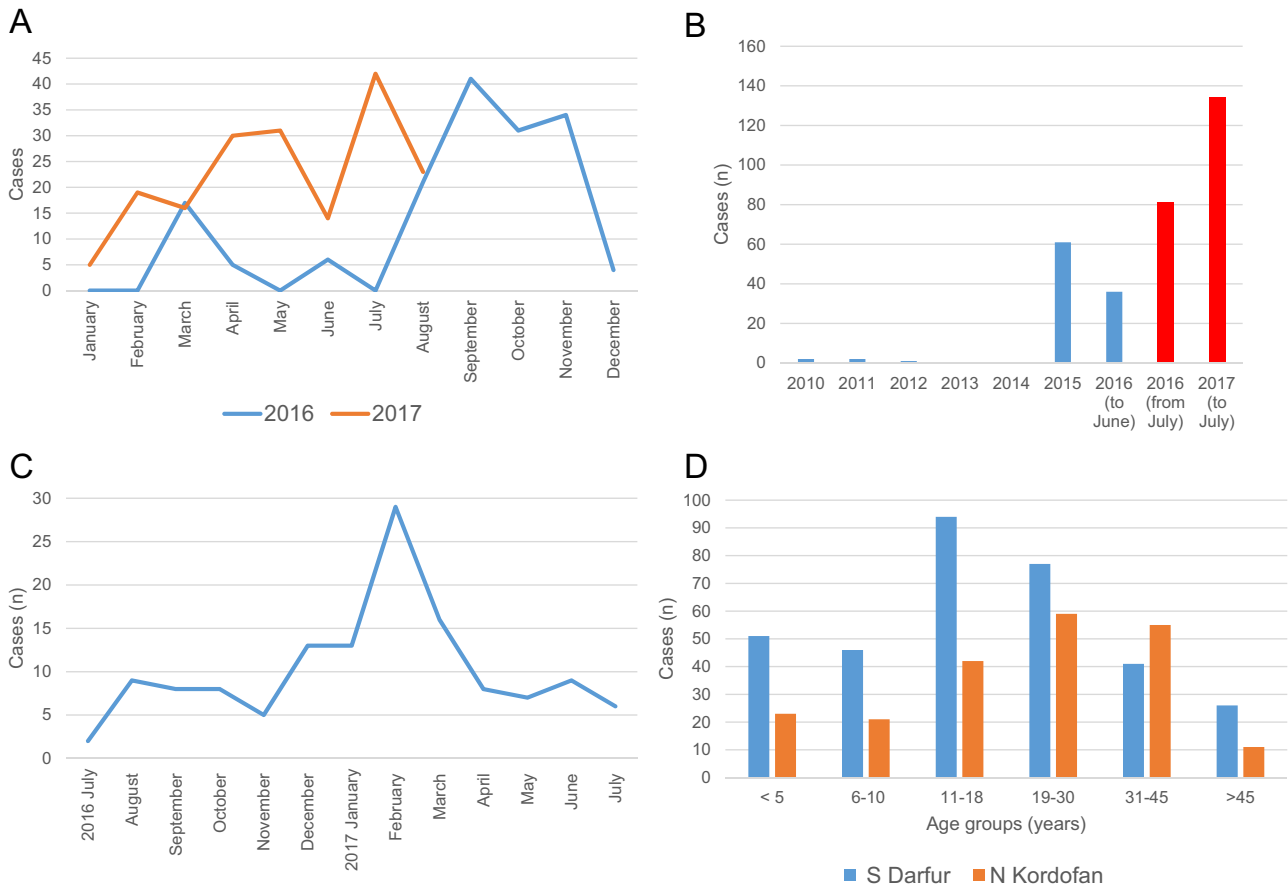 A
Cases
45
40
35
30
25
20
15
10
5
0
January
February
March
April
May
June
July
August
September
October
November
December
2016 2017
B
Cases (n)
160
140
120
100
80
60
40
20
0
2010 2011 2012 2013 2014 2015 2016 2016 2017
(to (from (to
June) July) July)
C
Cases (n)
30
25
20
15
10
5
0
2016 July
August
September
October
November
December
2017 January
February
March
April
May
June
July
D
Cases (n)
100
90
80
70
60
50
40
30
20
10
0
< 5 6-10 11-18 19-30 31-45 >45
Age groups (years)
S Darfur N Kordofan